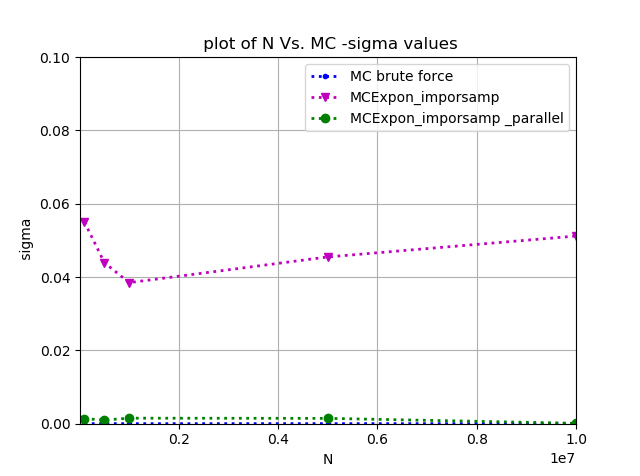 plot of N Vs. MC -sigma values
MC brute force
MCExpon_imporsamp
MCExpon_imporsamp _parallel
sigma
0.10
0.08
0.06
0.04
0.02
0.00
0.2
0.4
0.6
0.8
1.0
1e7
N